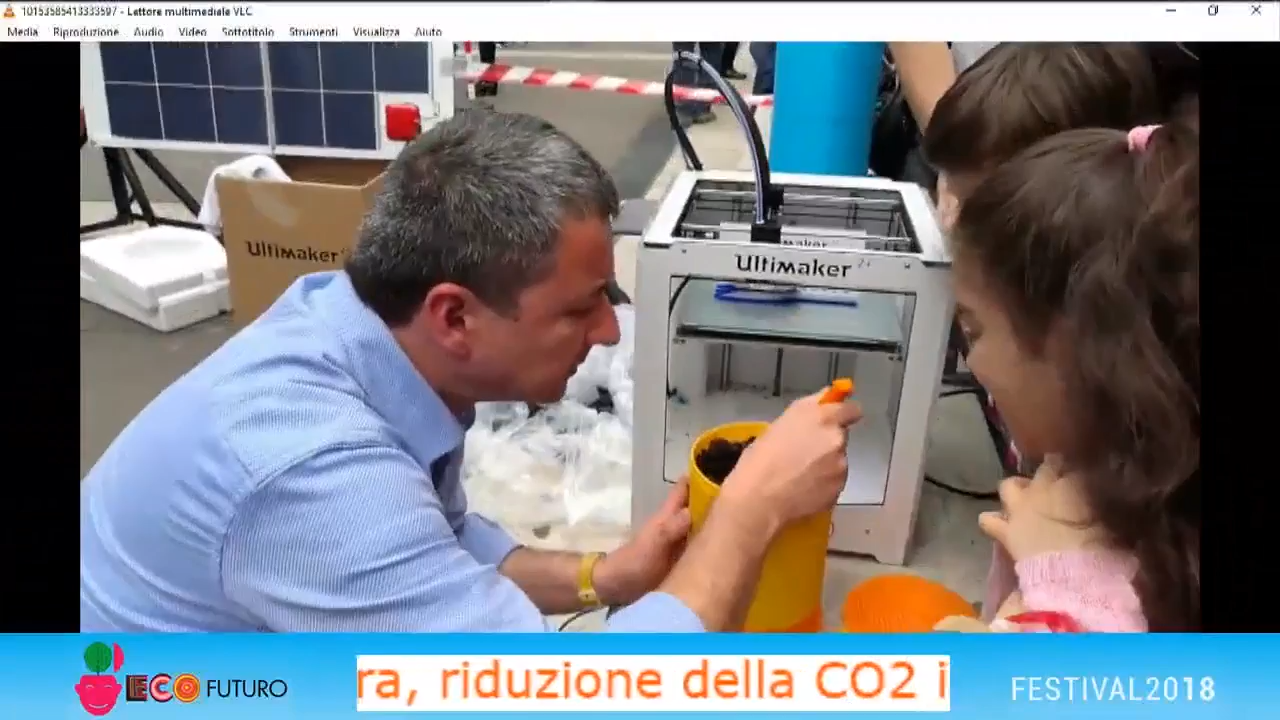 10153585413333597 - Lettore multimediale VLC
Media Riproduzione Audio Video Sottotitolo Strumenti Visualizza Aiuto
Ultimaker
Ultimaker 2+
ECO FUTURO
ra, riduzione della CO2 i
FESTIVAL2018